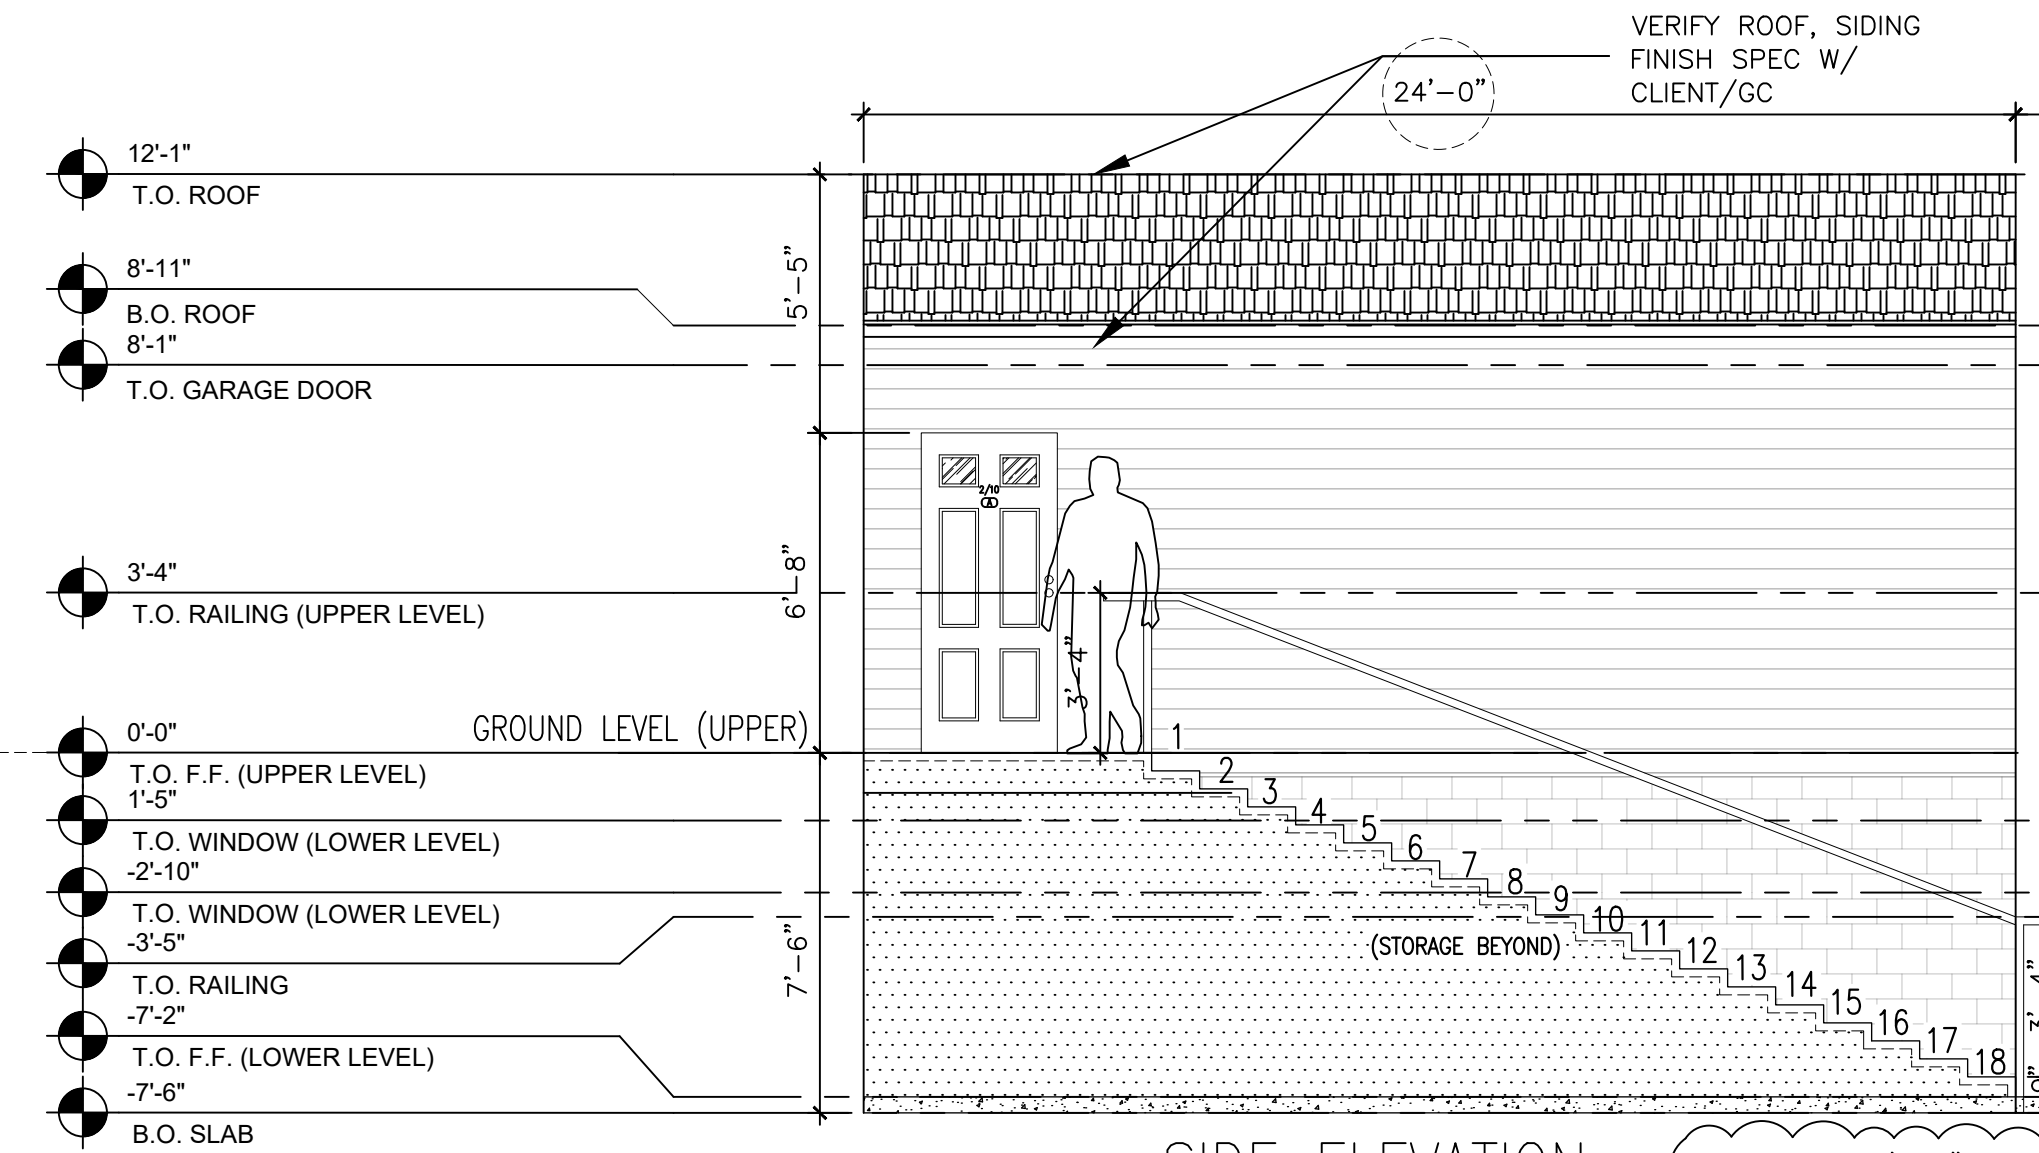 VERIFY ROOF, SIDING
FINISH SPEC W/
CLIENT/GC
24'-0"
12'-1"
T.O. ROOF
8'-11"
B.O. ROOF
8'-1"
T.O. GARAGE DOOR
5'-5"
2/10
A
3'-4"
T.O. RAILING (UPPER LEVEL)
6'-8"
3'-4"
0'-0"
GROUND LEVEL (UPPER)
T.O. F.F. (UPPER LEVEL)
1'-5"
T.O. WINDOW (LOWER LEVEL)
-2'-10"
T.O. WINDOW (LOWER LEVEL)
-3'-5"
T.O. RAILING
-7'-2"
T.O. F.F. (LOWER LEVEL)
-7'-6"
B.O. SLAB
7'-6"
1
2
3
4
5
6
7
8
9
10
11
12
13
14
15
16
17
18
(STORAGE BEYOND)
3'-4"
SIDE ELEVATION